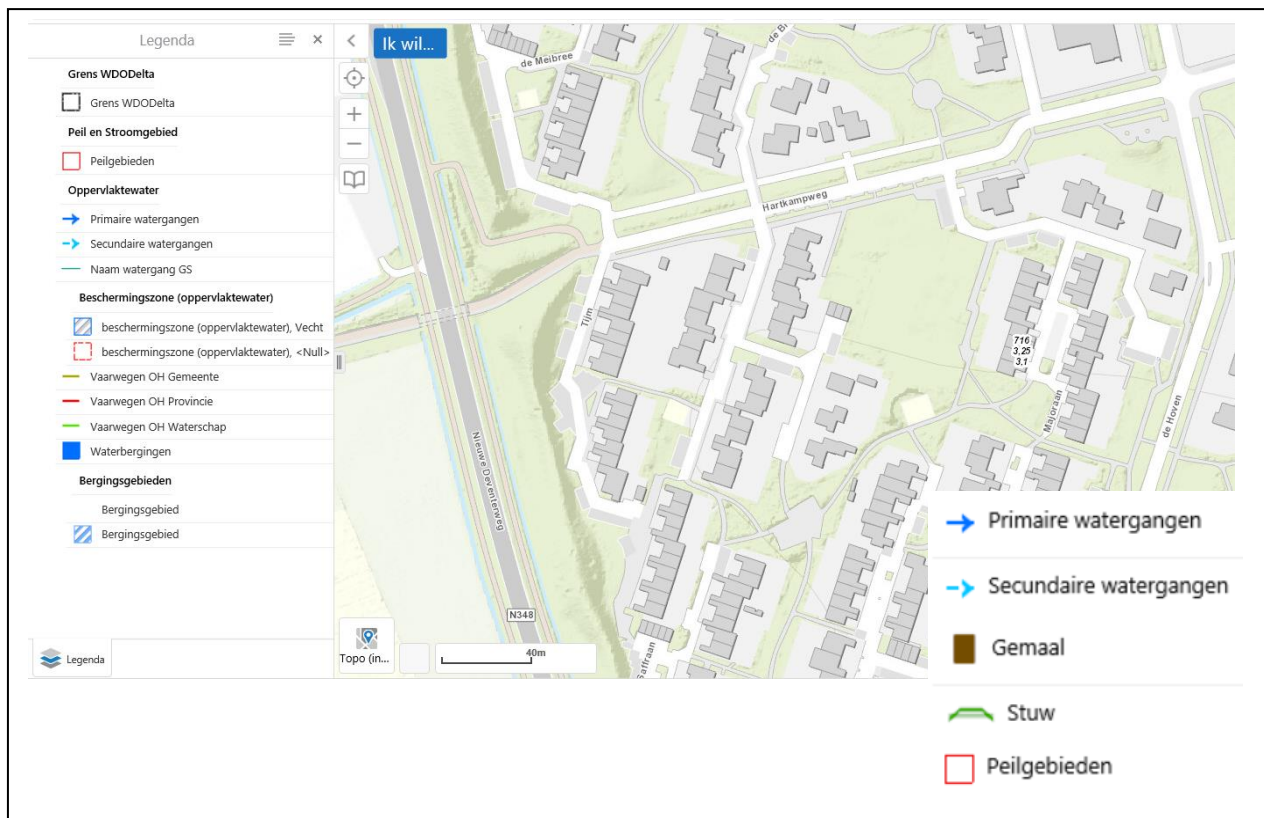 Legenda
Grens WDODelta
Grens WDODelta
Peil en Stroomgebied
Peilgebieden
Oppervlaktewater
Primaire watergangen
Secundaire watergangen
Naam watergang GS
Beschermingszone (oppervlaktewater)
beschermingszone (oppervlaktewater), Vecht
beschermingszone (oppervlaktewater), <Null>
Vaarwegen OH Gemeente
Vaarwegen OH Provincie
Vaarwegen OH Waterschap
Waterbergingen
Bergingsgebieden
Bergingsgebied
Bergingsgebied
Legenda
Ik wil...
de Meibree
de Br
Hartkampweg
Tijm
716
3,25
3.1
Majoraan
de Hoven
Nieuwe Deventerweg
N348
Saffraan
Topo (in...
40m
Primaire watergangen
Secundaire watergangen
Gemaal
Stuw
Peilgebieden